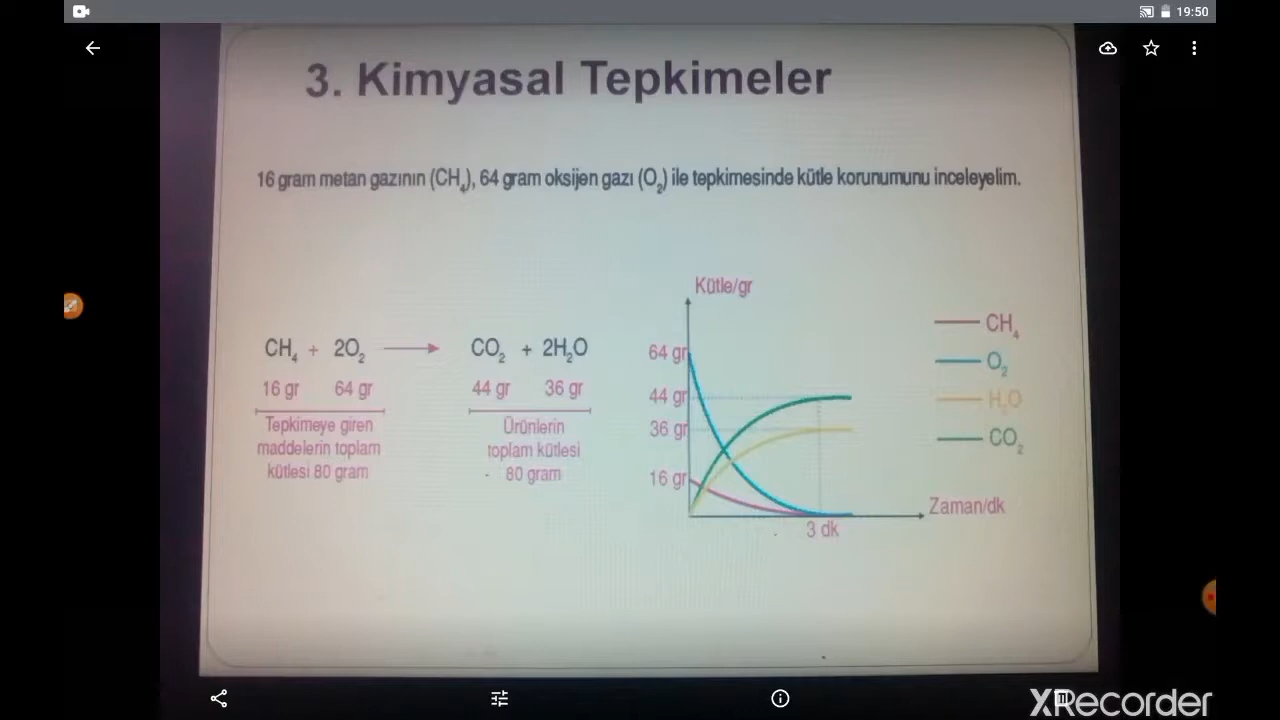 19:50
3. Kimyasal Tepkimeler
16 gram metan gazının (CH₄), 64 gram oksijen gazı (O₂) ile tepkimesinde kütle korunumunu inceleyelim.
CH₄ + 2O₂ → CO₂ + 2H₂O
16 gr 64 gr 44 gr 36 gr
Tepkimeye giren
maddelerin toplam
kütlesi 80 gram
Ürünlerin
toplam kütlesi
80 gram
Kütle/gr
64 gr
44 gr
36 gr
16 gr
3 dk
Zaman/dk
CH₄
O₂
H₂O
CO₂
XRecorder